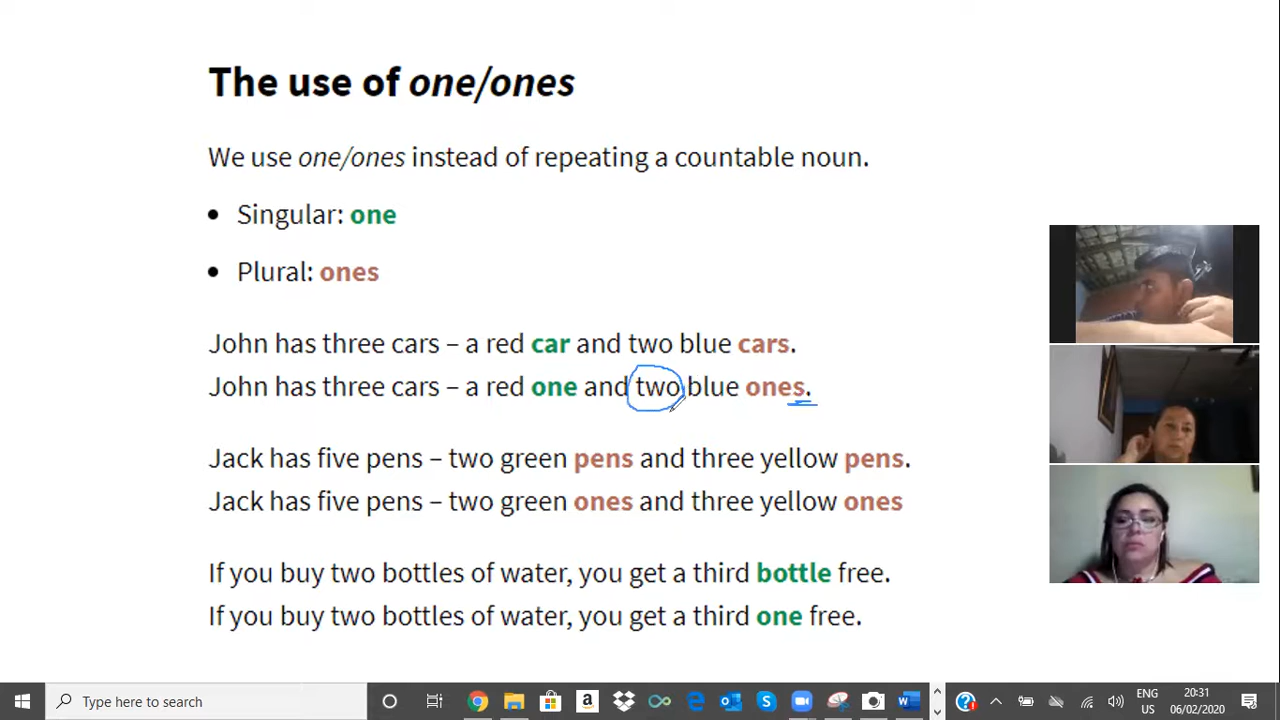 The use of one/ones
We use one/ones instead of repeating a countable noun.
• Singular: one
• Plural: ones
John has three cars – a red car and two blue cars.
John has three cars – a red one and two blue ones.
Jack has five pens – two green pens and three yellow pens.
Jack has five pens – two green ones and three yellow ones
If you buy two bottles of water, you get a third bottle free.
If you buy two bottles of water, you get a third one free.
Type here to search
ENG
US
20:31
06/02/2020